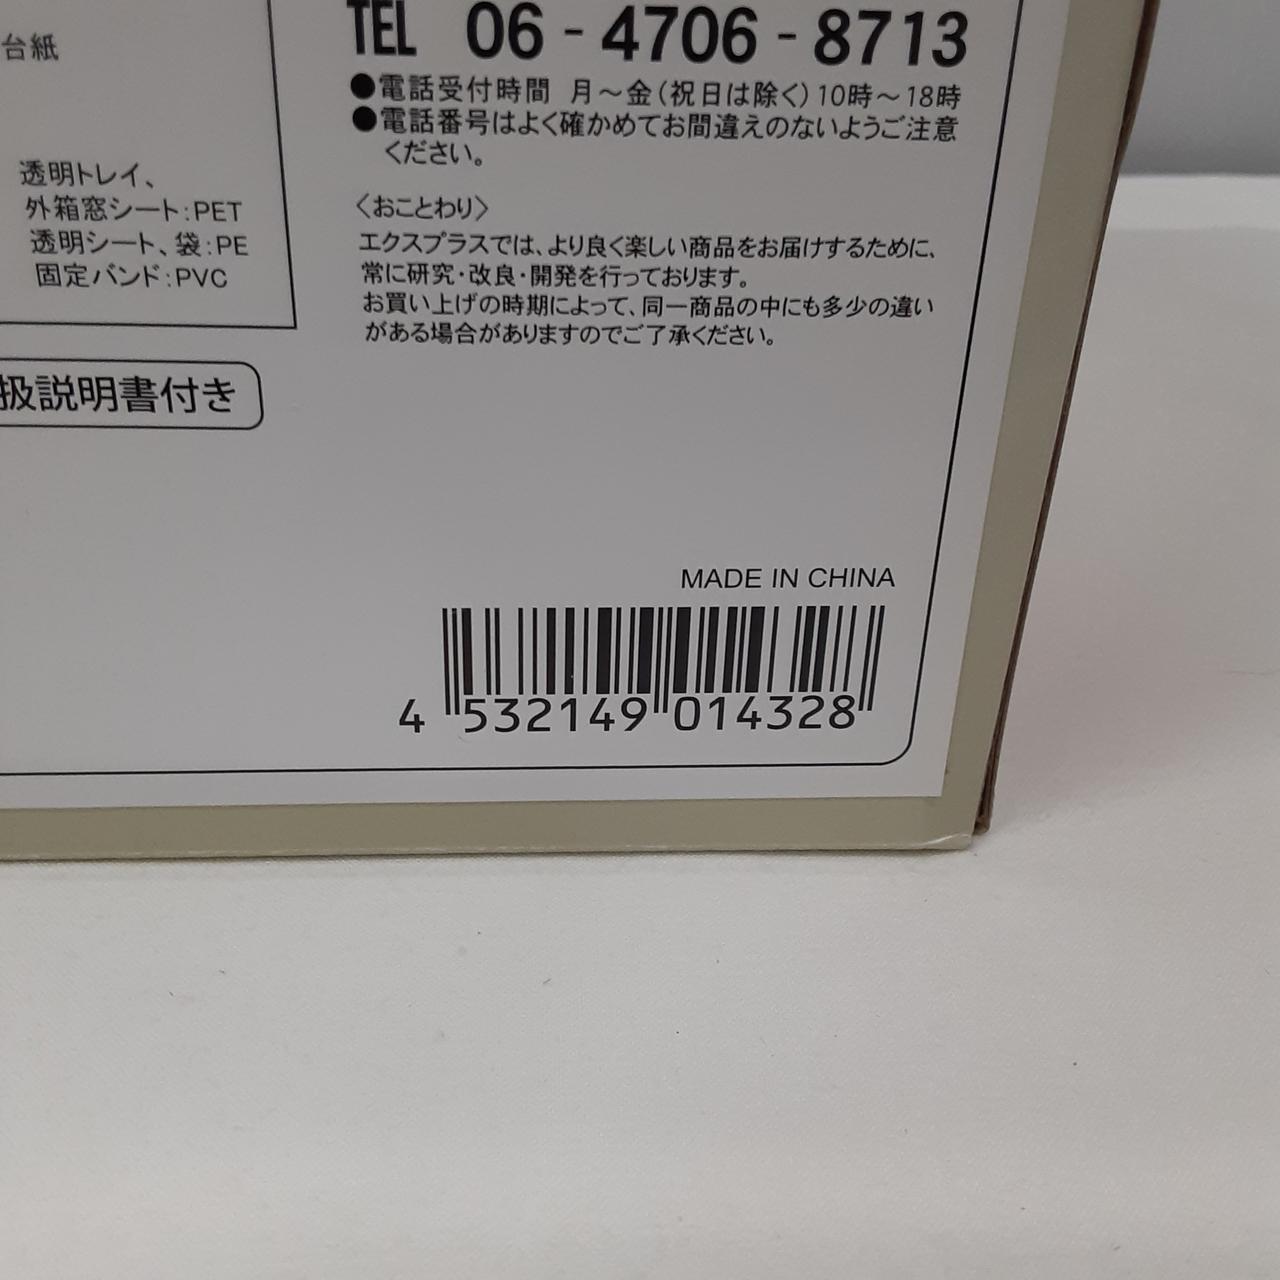 台紙
透明トレイ、
外箱窓シート:PET
透明シート、袋:PE
固定バンド:PVC
扱説明書付き
TEL 06-4706-8713
●電話受付時間 月～金(祝日は除く)10時～18時
●電話番号はよく確かめてお間違えのないようご注意
ください。
〈おことわり〉
エクスプラスでは、より良く楽しい商品をお届けするために、
常に研究・改良・開発を行っております。
お買い上げの時期によって、同一商品の中にも多少の違い
がある場合がありますのでご了承ください。
MADE IN CHINA
4 532149 014328